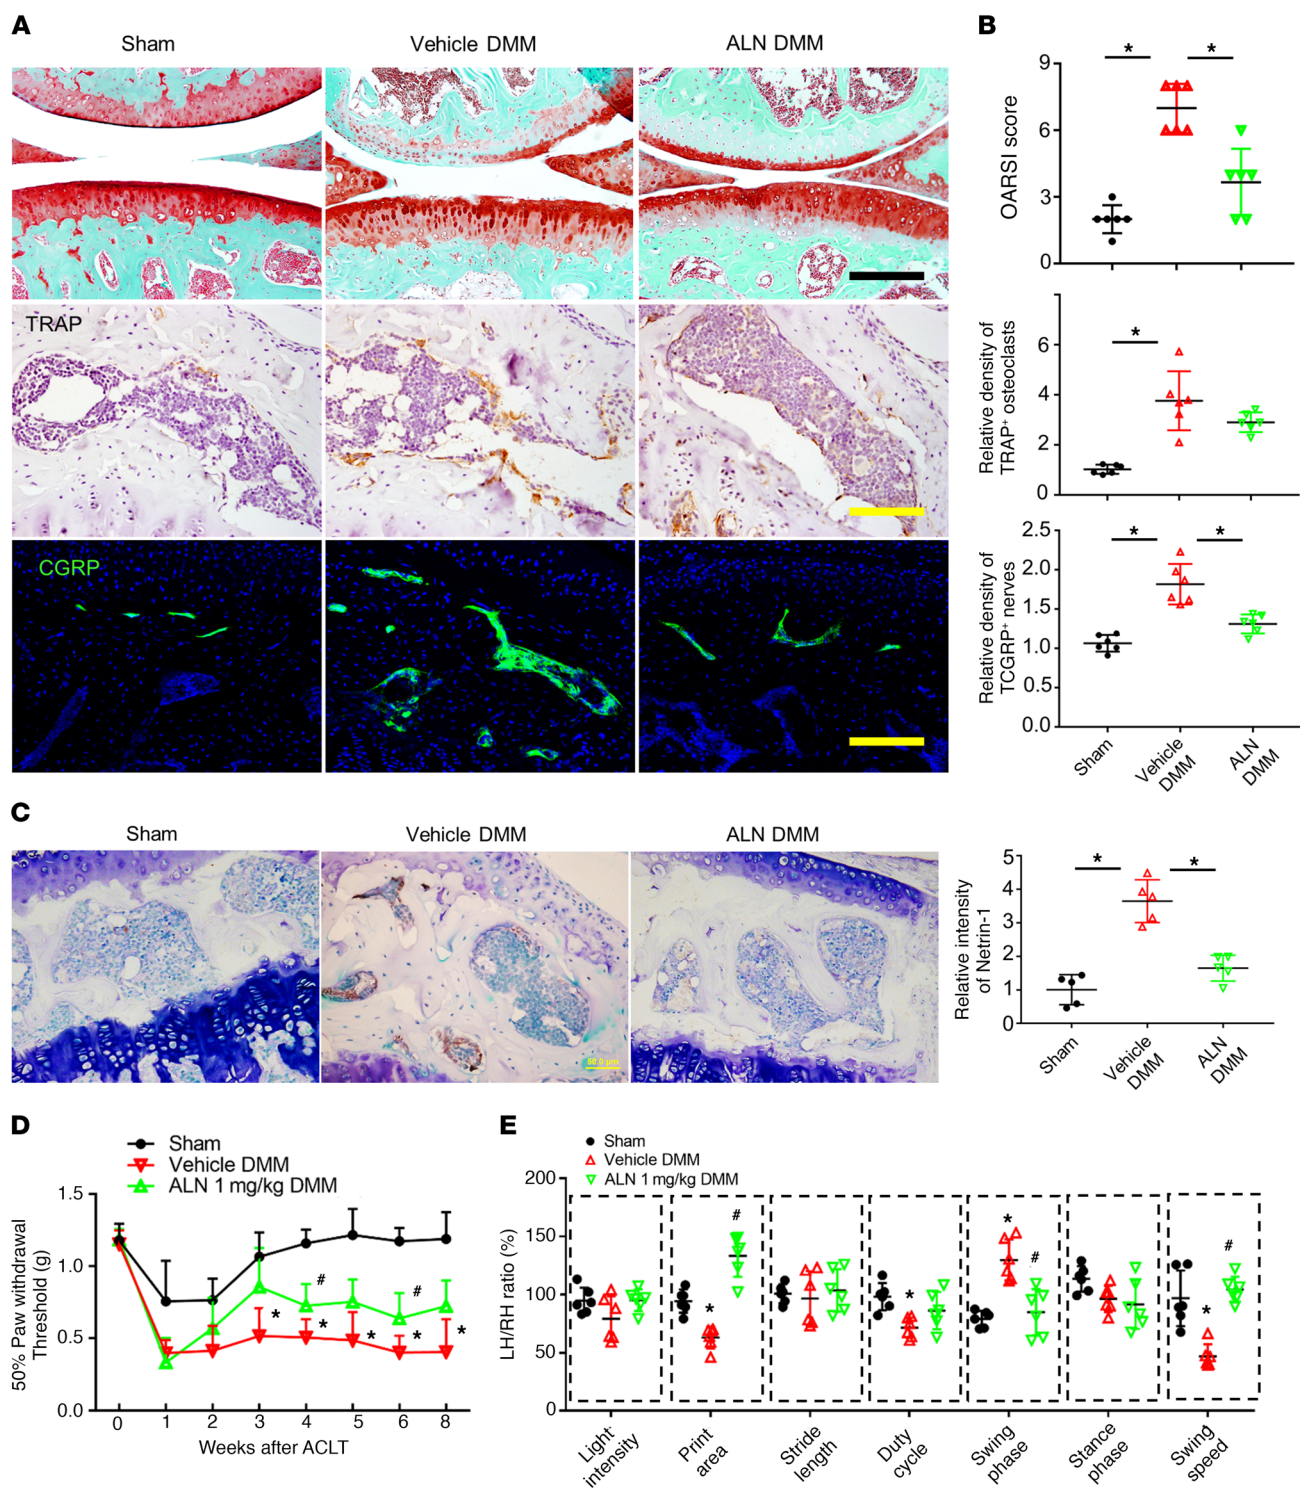 A
Sham
Vehicle DMM
ALN DMM
TRAP
CGRP
B
*
*
OARSI score
9
6
3
0
*
Relative density of
TRAP⁺ osteoclasts
6
4
2
0
*
*
Relative density of
TCGRP⁺ nerves
2.5
2.0
1.5
1.0
0.5
0.0
Sham
Vehicle
DMM
ALN
DMM
C
Sham
Vehicle DMM
ALN DMM
50.0 µm
*
*
Relative intensity
of Netrin-1
5
4
3
2
1
0
Sham
Vehicle
DMM
ALN
DMM
D
Sham
Vehicle DMM
ALN 1 mg/kg DMM
50% Paw withdrawal
Threshold (g)
1.5
1.0
0.5
0.0
# #
* * * * *
0 1 2 3 4 5 6 8
Weeks after ACLT
E
Sham
Vehicle DMM
ALN 1 mg/kg DMM
LH/RH ratio (%)
200
150
100
50
0
* # * * # * #
Light
intensity
Print
area
Stride
length
Duty
cycle
Swing
phase
Stance
phase
Swing
speed